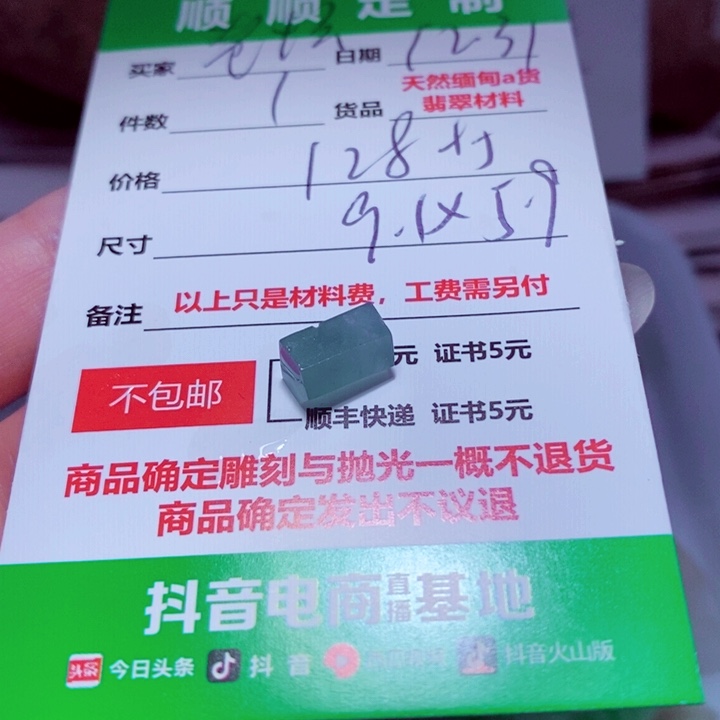 顺顺定制
买家 日期 1231
件数 1 货品 天然缅甸a货
翡翠材料
价格 128
尺寸 9.1X5.9
备注 以上只是材料费，工费需另付
不包邮
元 证书5元
顺丰快递 证书5元
商品确定雕刻与抛光一概不退货
商品确定发出不议退
抖音电商直播基地
今日头条 抖音 抖音火山版